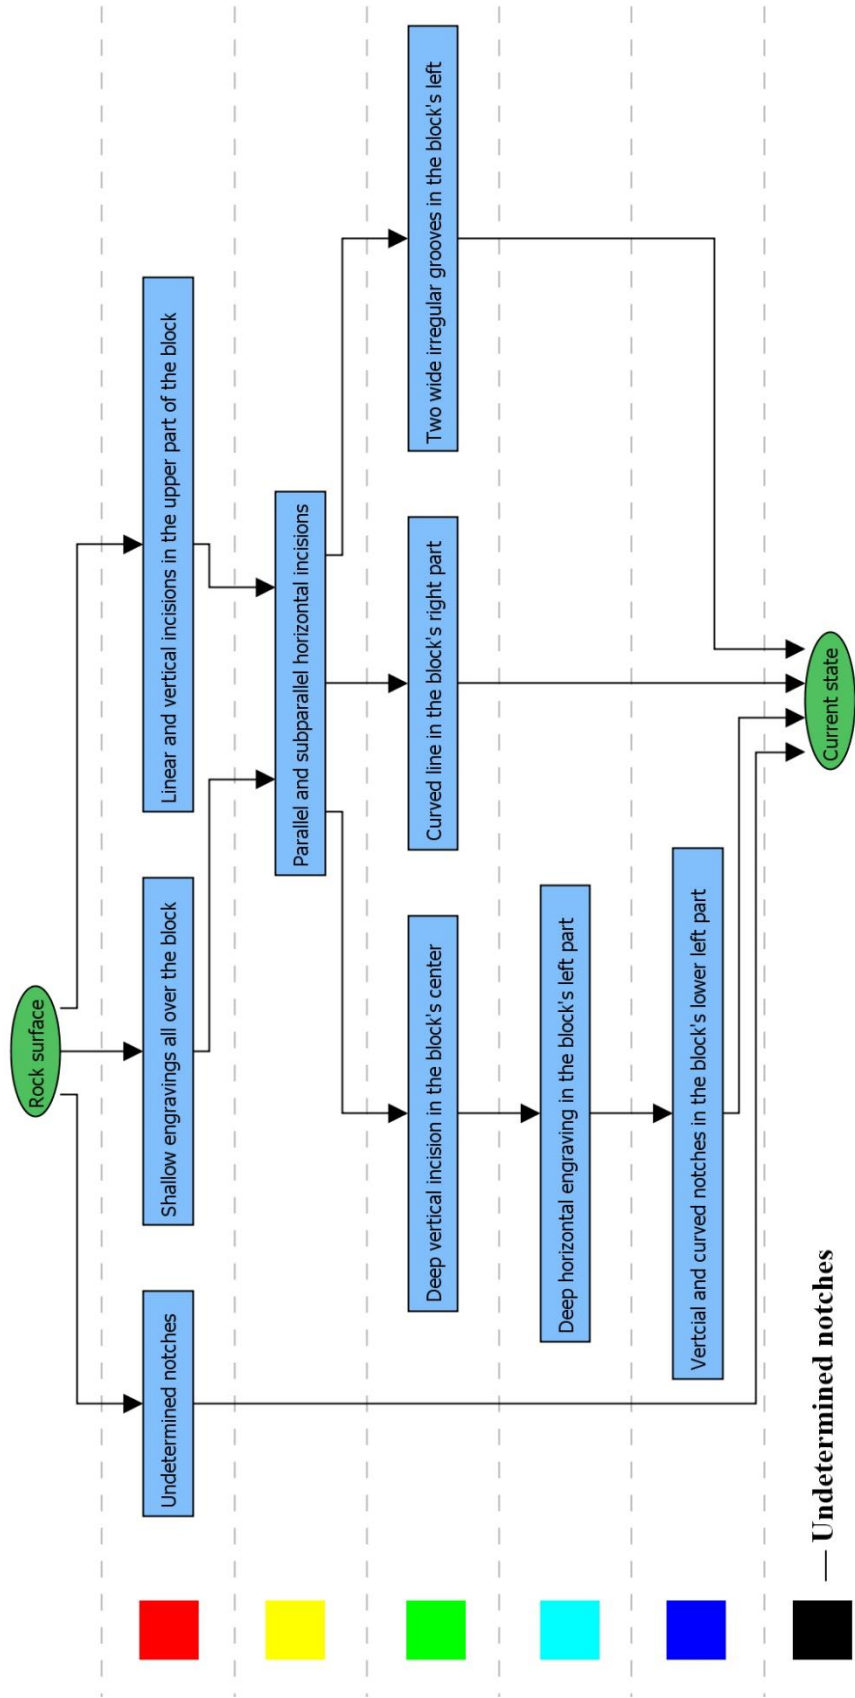 Rock surface
Undetermined notches
Shallow engravings all over the block
Linear and vertical incisions in the upper part of the block
Parallel and subparallel horizontal incisions
Deep vertical incision in the block's center
Curved line in the block's right part
Two wide irregular grooves in the block's left
Deep horizontal engraving in the block's left part
Vertcial and curved notches in the block's lower left part
Current state
— Undetermined notches